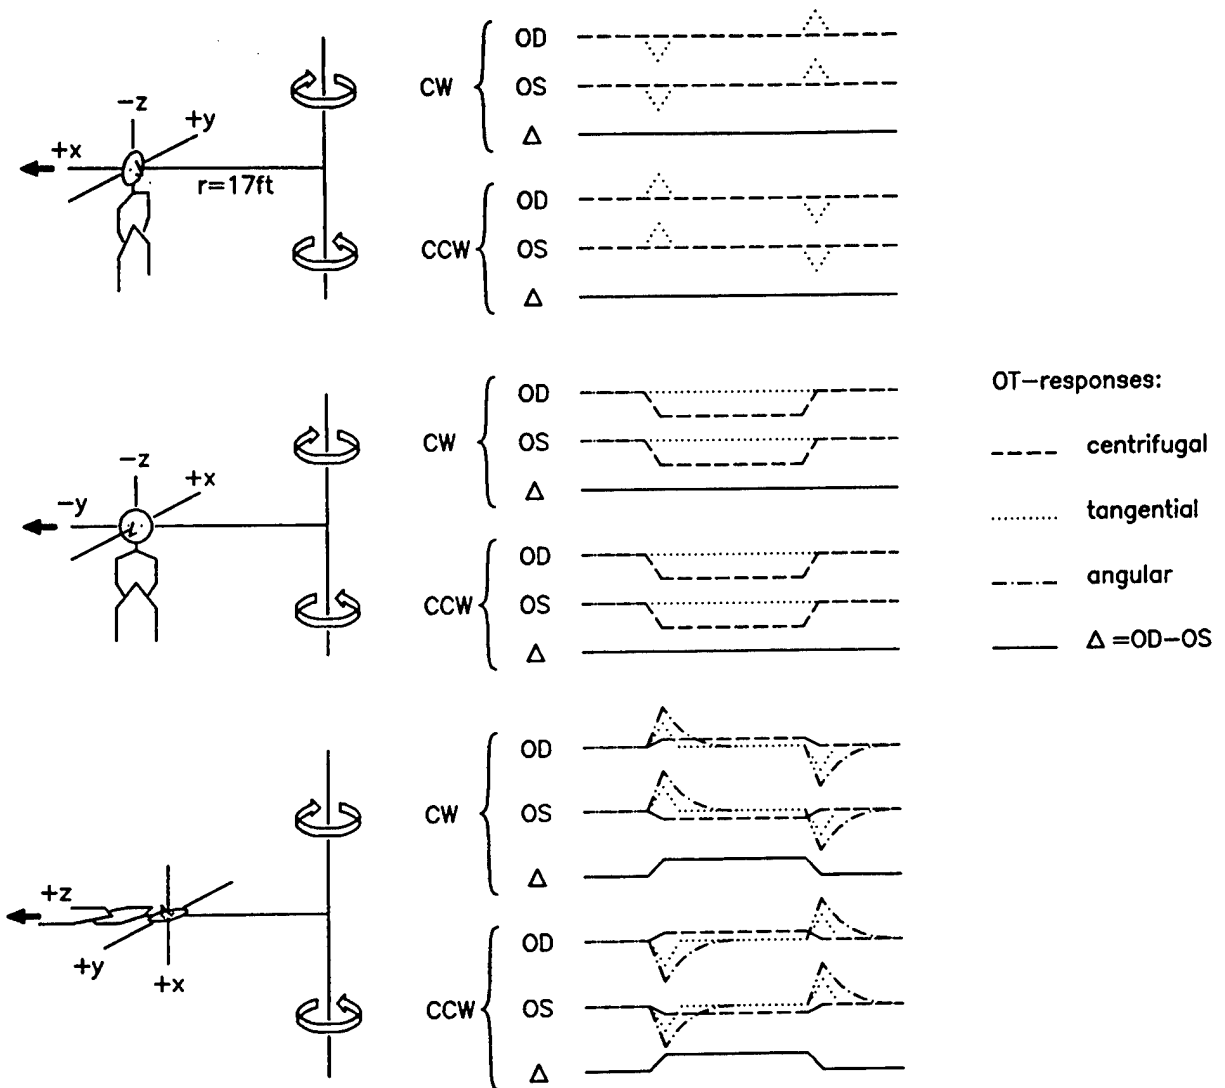 OD
CW
OS
Δ
−z
+y
+x
r=17ft
OD
CCW
OS
Δ
OD
CW
OS
Δ
−z
+x
−y
OD
CCW
OS
Δ
OT−responses:
centrifugal
tangential
angular
Δ=OD−OS
OD
CW
OS
Δ
+z
+y
+x
OD
CCW
OS
Δ